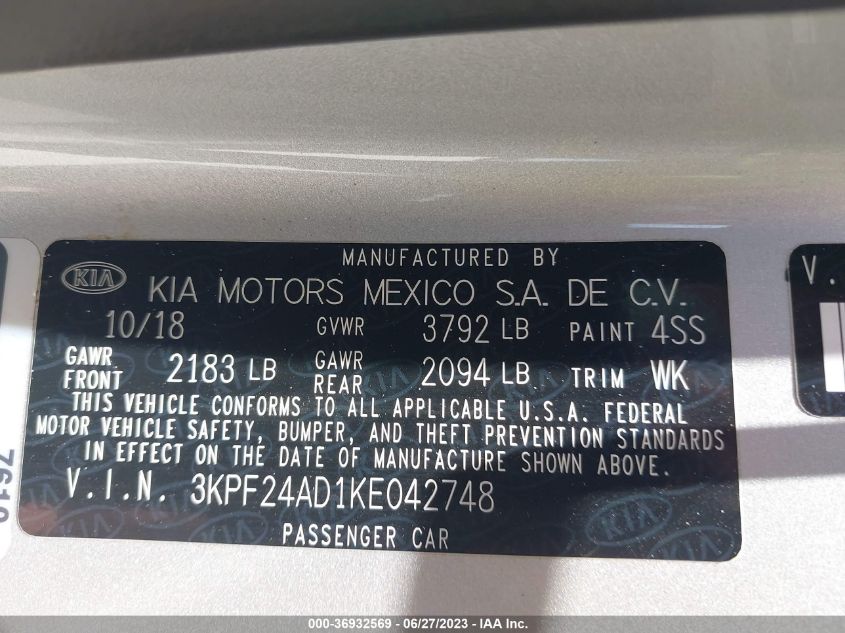 MANUFACTURED BY
KIA KIA MOTORS MEXICO S.A. DE C.V.
10/18 GVWR 3792 LB PAINT 4SS
GAWR FRONT 2183 LB GAWR REAR 2094 LB TRIM WK
THIS VEHICLE CONFORMS TO ALL APPLICABLE U.S.A. FEDERAL
MOTOR VEHICLE SAFETY, BUMPER, AND THEFT PREVENTION STANDARDS
IN EFFECT ON THE DATE OF MANUFACTURE SHOWN ABOVE.
V.I.N. 3KPF24AD1KE042748
PASSENGER CAR
V.
000-36932569 - 06/27/2023 - IAA Inc.